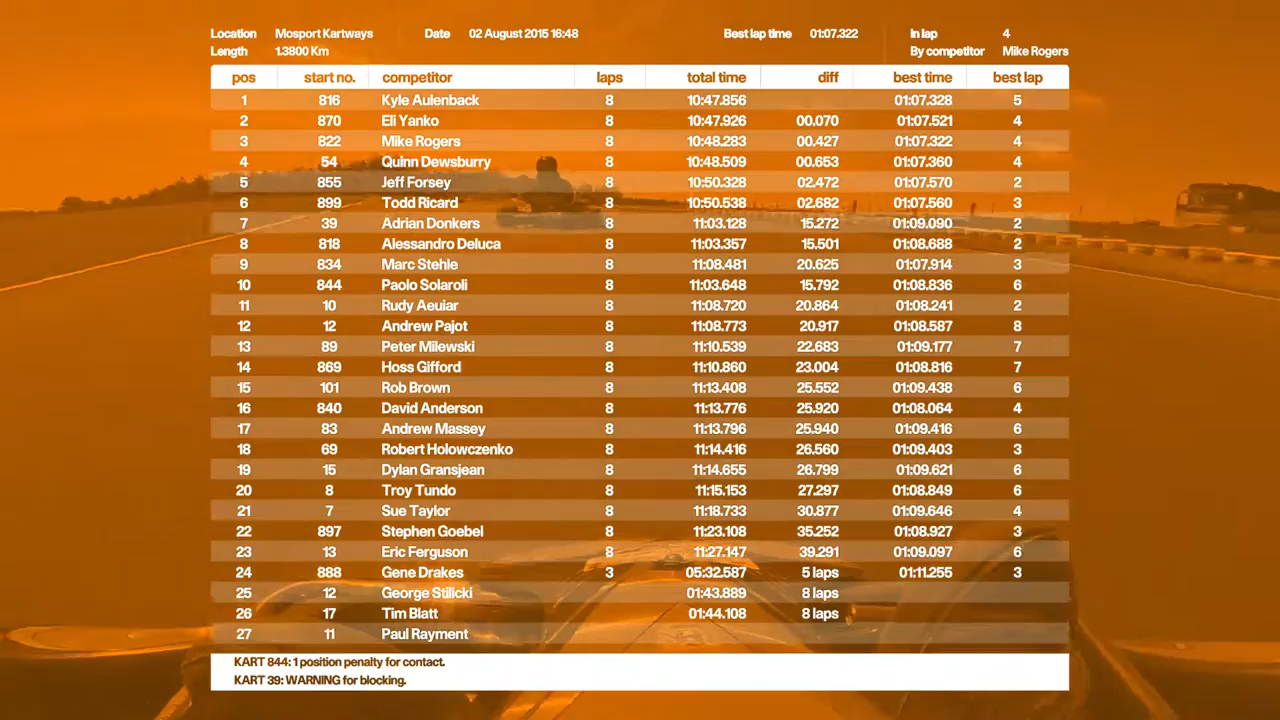 Location Mosport Kartways Date 02 August 2015 16:48 Best lap time 01:07.322 In lap 4
Length 1.3800 Km By competitor Mike Rogers
pos start no. competitor laps total time diff best time best lap
1 816 Kyle Aulenback 8 10:47.856 01:07.328 5
2 870 Eli Yanko 8 10:47.926 00.070 01:07.521 4
3 822 Mike Rogers 8 10:48.283 00.427 01:07.322 4
4 54 Quinn Dewsburry 8 10:48.509 00.653 01:07.360 4
5 855 Jeff Forsey 8 10:50.328 02.472 01:07.570 2
6 899 Todd Ricard 8 10:50.538 02.682 01:07.560 3
7 39 Adrian Donkers 8 11:03.128 15.272 01:09.090 2
8 818 Alessandro Deluca 8 11:03.357 15.501 01:08.688 2
9 834 Marc Stehle 8 11:08.481 20.625 01:07.914 3
10 844 Paolo Solaroli 8 11:03.648 15.792 01:08.836 6
11 10 Rudy Aeuiar 8 11:08.720 20.864 01:08.241 2
12 12 Andrew Pajot 8 11:08.773 20.917 01:08.587 8
13 89 Peter Milewski 8 11:10.539 22.683 01:09.177 7
14 869 Hoss Gifford 8 11:10.860 23.004 01:08.816 7
15 101 Rob Brown 8 11:13.408 25.552 01:09.438 6
16 840 David Anderson 8 11:13.776 25.920 01:08.064 4
17 83 Andrew Massey 8 11:13.796 25.940 01:09.416 6
18 69 Robert Holowczenko 8 11:14.416 26.560 01:09.403 3
19 15 Dylan Gransjean 8 11:14.655 26.799 01:09.621 6
20 8 Troy Tundo 8 11:15.153 27.297 01:08.849 6
21 7 Sue Taylor 8 11:18.733 30.877 01:09.646 4
22 897 Stephen Goebel 8 11:23.108 35.252 01:08.927 3
23 13 Eric Ferguson 8 11:27.147 39.291 01:09.097 6
24 888 Gene Drakes 3 05:32.587 5 laps 01:11.255 3
25 12 George Stilicki 01:43.889 8 laps
26 17 Tim Blatt 01:44.108 8 laps
27 11 Paul Rayment
KART 844: 1 position penalty for contact.
KART 39: WARNING for blocking.